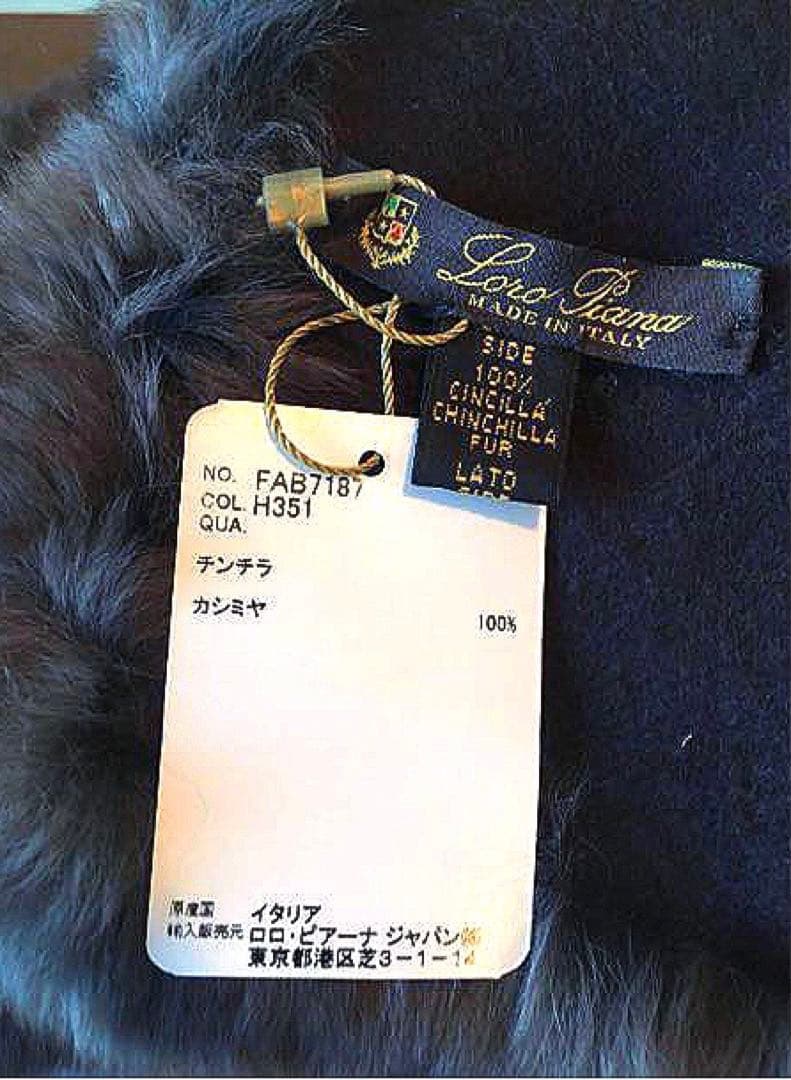 Loro Piana
MADE IN ITALY
SIDE
100%
CINCILLA
CHINCHILLA
FUR
LATO
NO. FAB7187
COL. H351
QUA.
チンチラ
カシミヤ 100%
原産国 イタリア
輸入販売元 ロロ・ピアーナ ジャパン㈱
東京都港区芝3-1-14